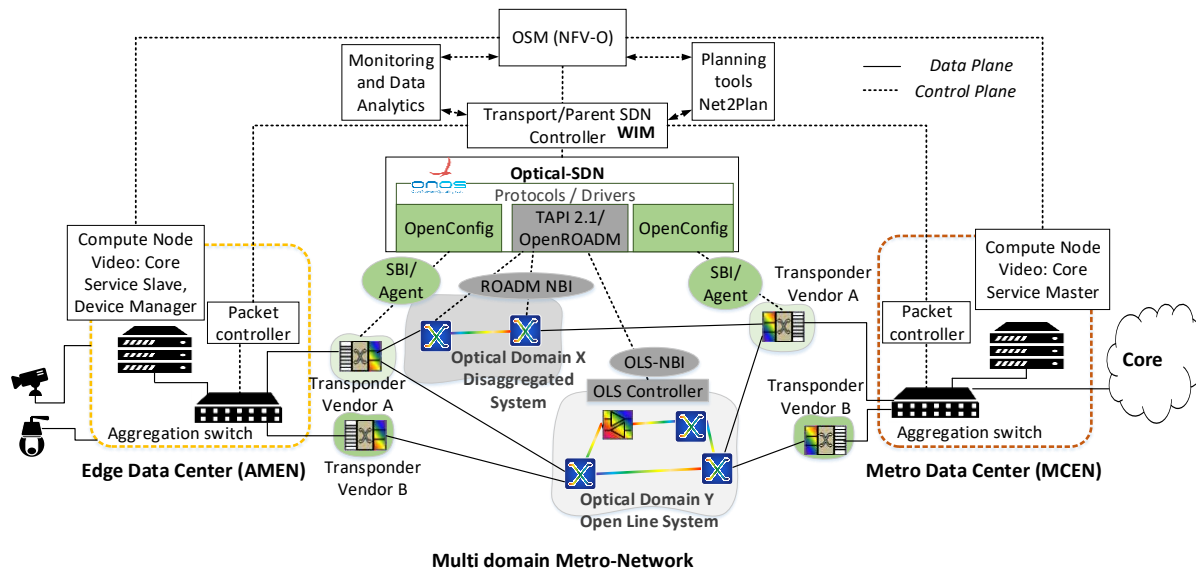 OSM (NFV-O)
Monitoring
and Data
Analytics
Planning
tools
Net2Plan
Data Plane
Control Plane
Transport/Parent SDN
Controller
WIM
Optical-SDN
onos
Protocols / Drivers
OpenConfig
TAPI 2.1/
OpenROADM
OpenConfig
Compute Node
Video: Core
Service Slave,
Device Manager
Packet
controller
SBI/
Agent
ROADM NBI
SBI/
Agent
Transponder
Vendor A
Compute Node
Video: Core
Service Master
Packet
controller
Optical Domain X
Disaggregated
System
OLS-NBI
OLS Controller
Core
Transponder
Vendor A
Transponder
Vendor B
Aggregation switch
Aggregation switch
Edge Data Center (AMEN)
Transponder
Vendor B
Metro Data Center (MCEN)
Optical Domain Y
Open Line System
Multi domain Metro-Network